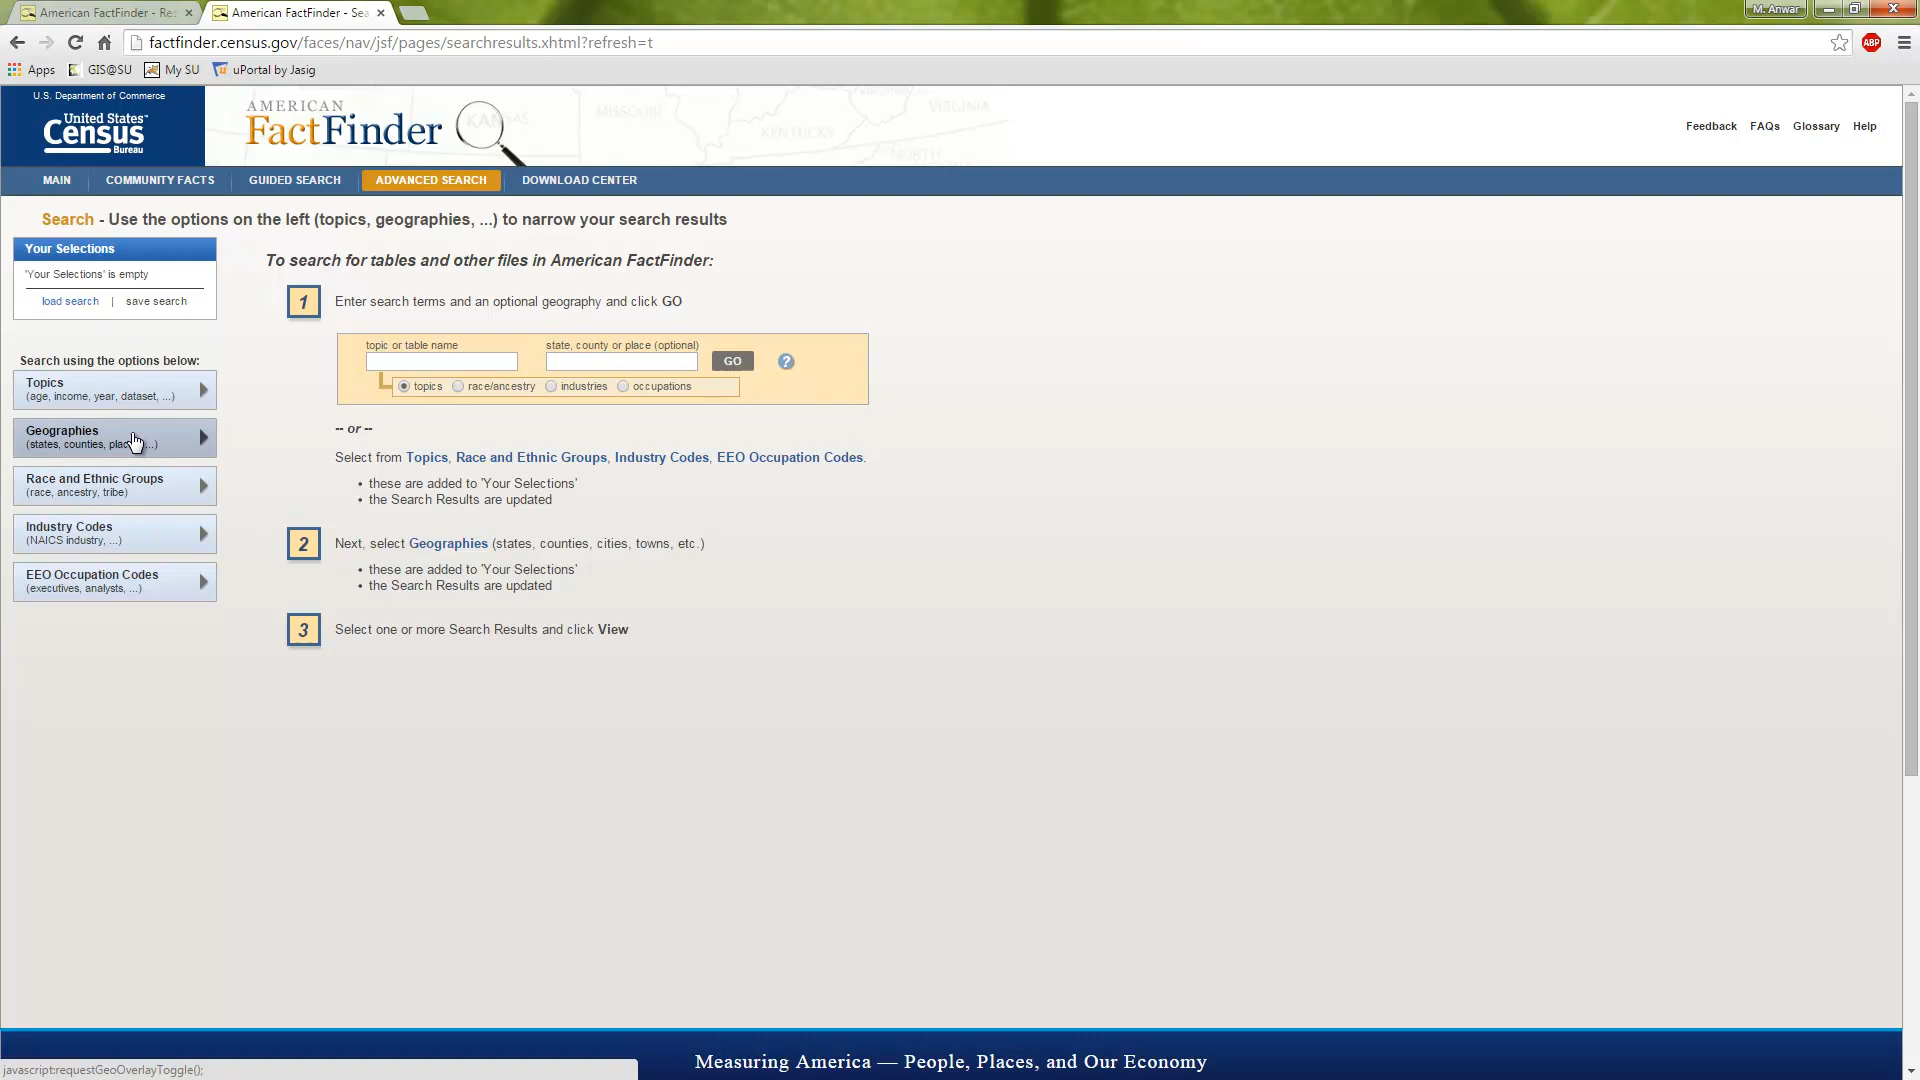 American FactFinder - Re
American FactFinder - Sea
M. Anwar
factfinder.census.gov/faces/nav/jsf/pages/searchresults.xhtml?refresh=t
ABP
Apps
GIS@SU
My SU
uPortal by Jasig
U.S. Department of Commerce
United States™
Census
Bureau
AMERICAN
FactFinder
KANSAS
MISSOURI
KENTUCKY
VIRGINIA
NORTH
Feedback
FAQs
Glossary
Help
MAIN
COMMUNITY FACTS
GUIDED SEARCH
ADVANCED SEARCH
DOWNLOAD CENTER
Search - Use the options on the left (topics, geographies, ...) to narrow your search results
Your Selections
'Your Selections' is empty
load search | save search
Search using the options below:
Topics
(age, income, year, dataset, ...)
Geographies
(states, counties, plac ...)
Race and Ethnic Groups
(race, ancestry, tribe)
Industry Codes
(NAICS industry, ...)
EEO Occupation Codes
(executives, analysts, ...)
To search for tables and other files in American FactFinder:
1 Enter search terms and an optional geography and click GO
topic or table name
state, county or place (optional)
GO
?
topics
race/ancestry
industries
occupations
-- or --
Select from Topics, Race and Ethnic Groups, Industry Codes, EEO Occupation Codes.
• these are added to 'Your Selections'
• the Search Results are updated
2 Next, select Geographies (states, counties, cities, towns, etc.)
• these are added to 'Your Selections'
• the Search Results are updated
3 Select one or more Search Results and click View
Measuring America — People, Places, and Our Economy
javascript:requestGeoOverlayToggle();